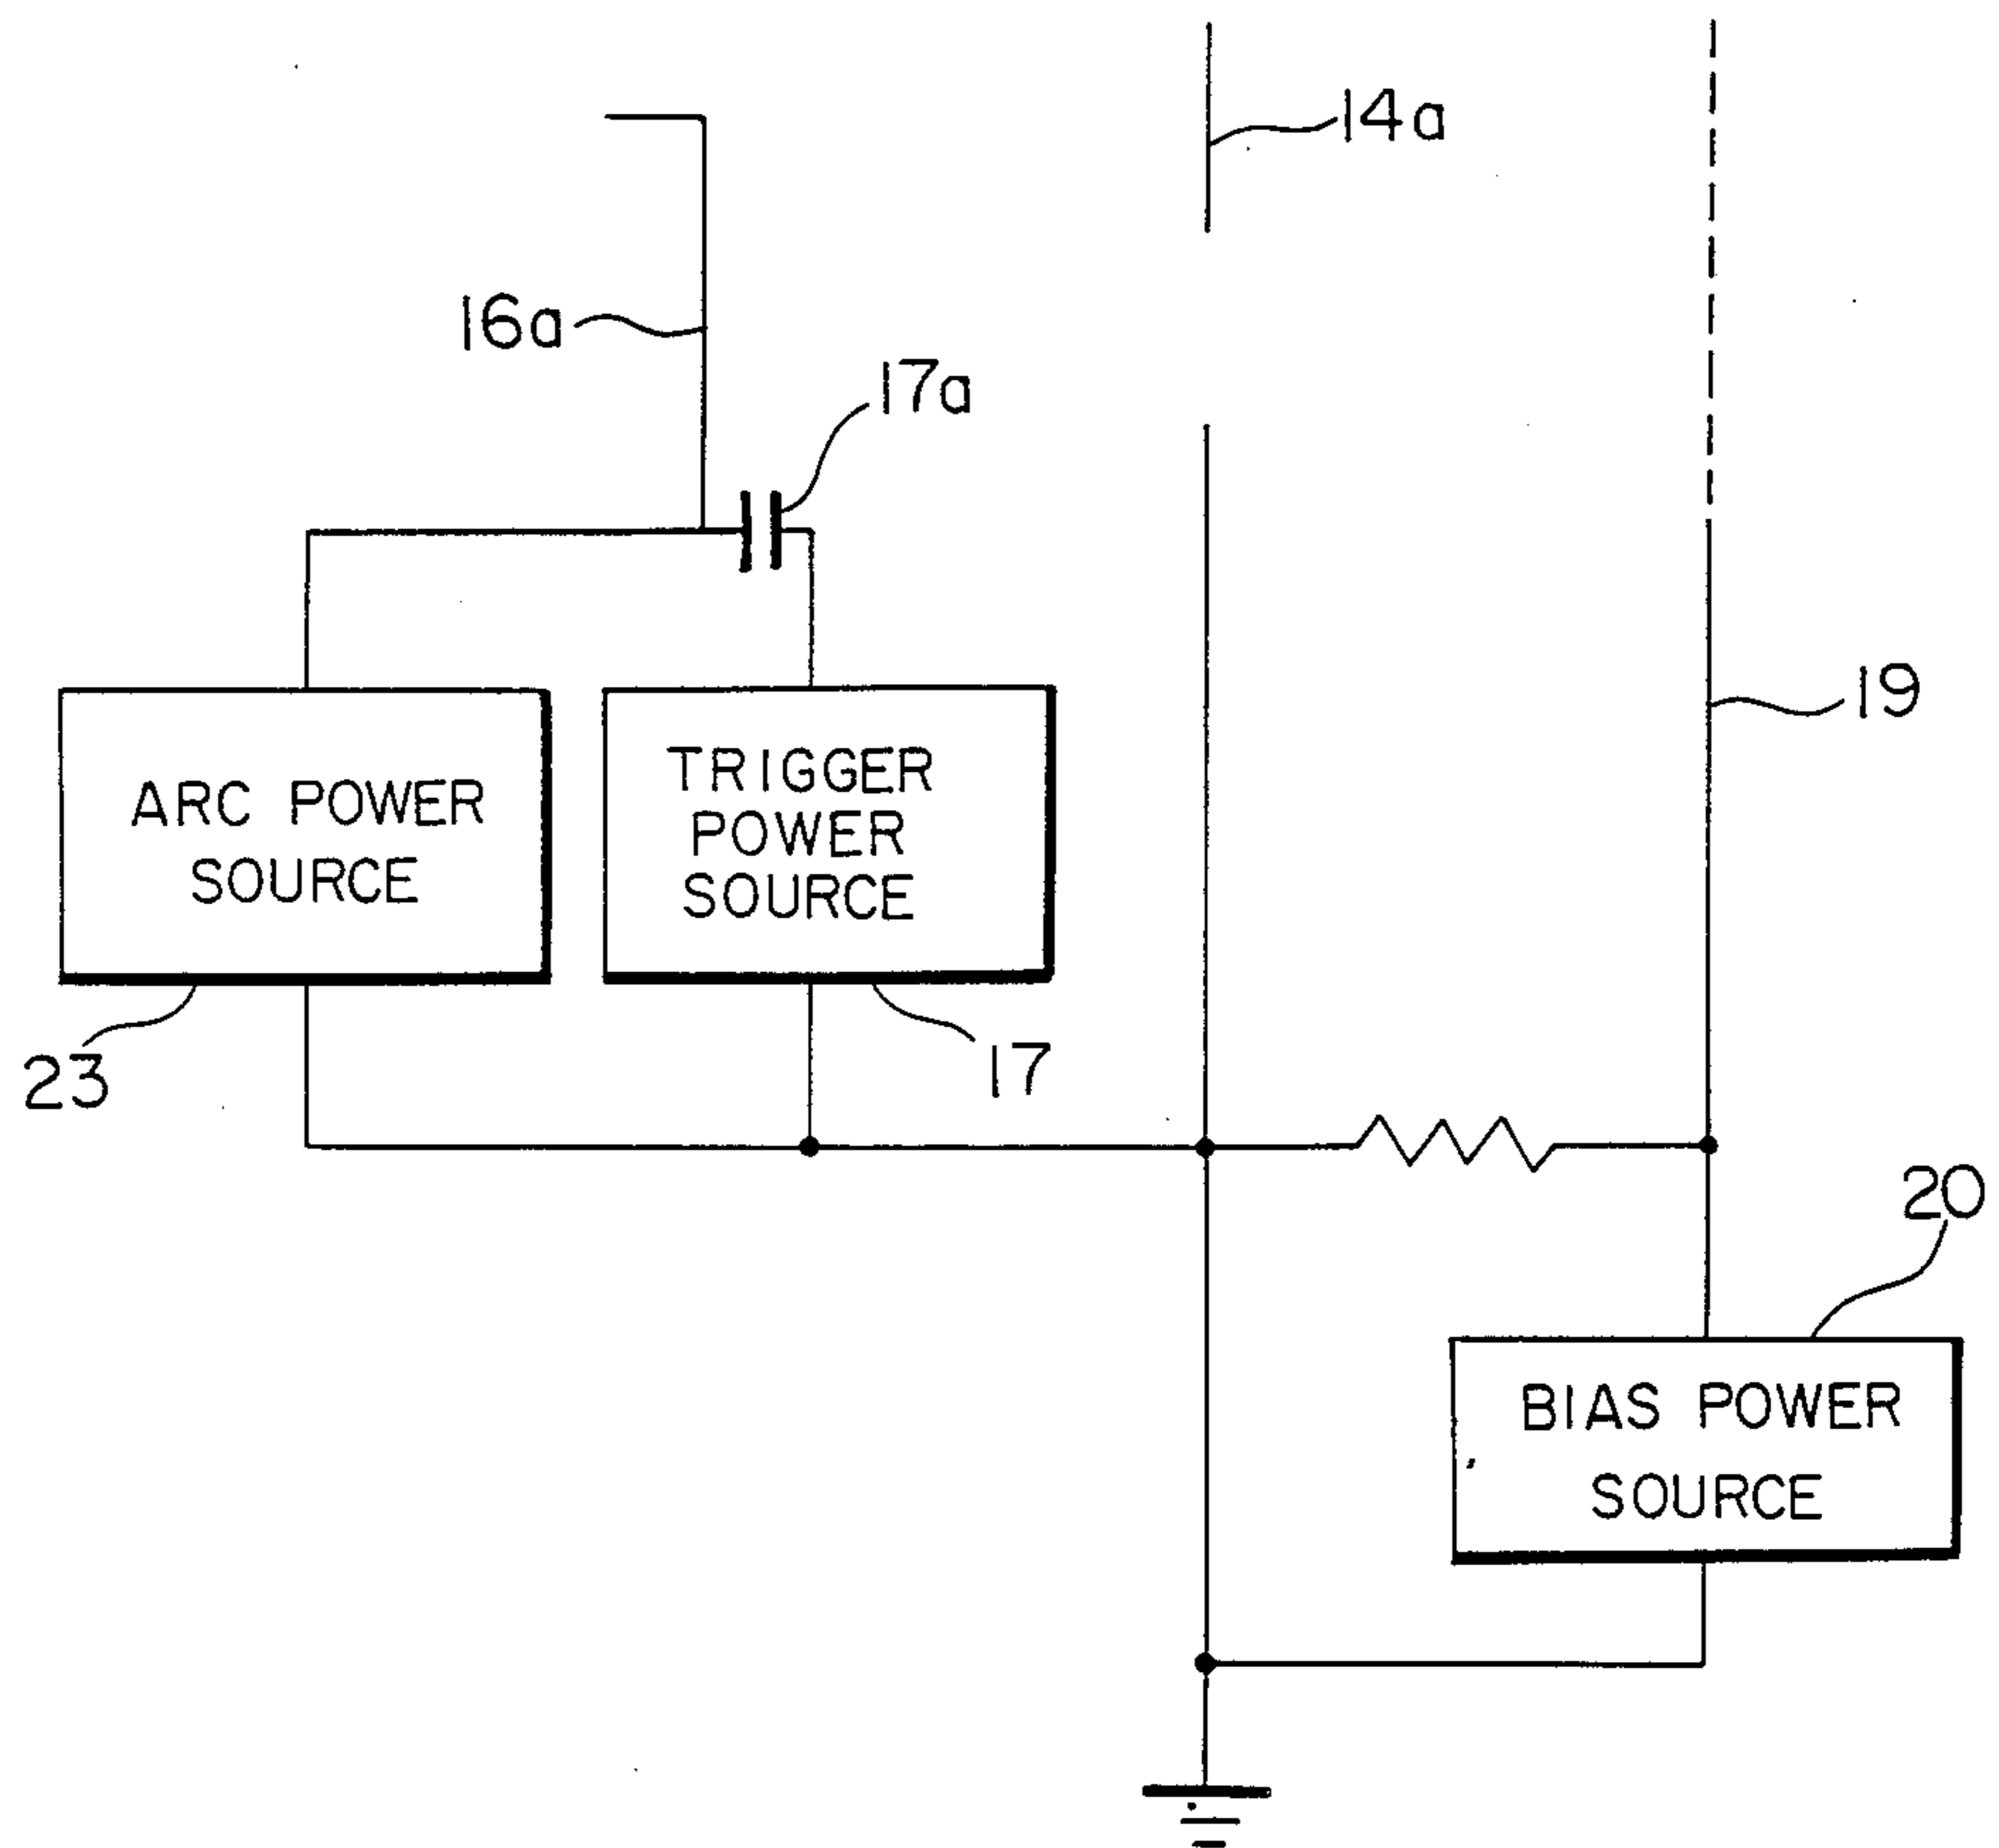 14a
16a
17a
19
ARC POWER
SOURCE
TRIGGER
POWER
SOURCE
23
17
20
BIAS POWER
SOURCE